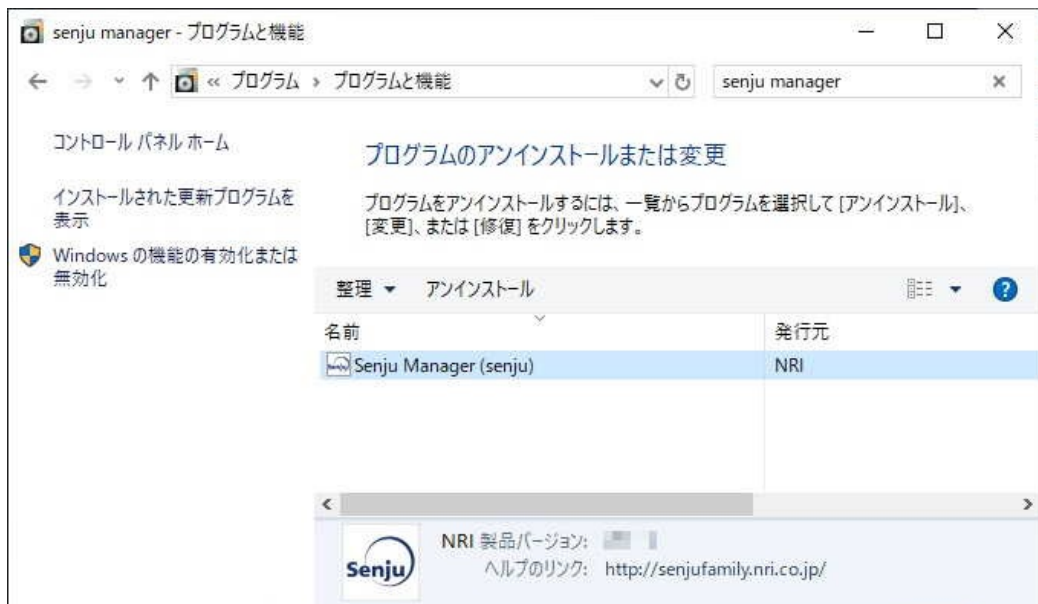 senju manager - プログラムと機能
« プログラム › プログラムと機能
senju manager
コントロール パネル ホーム
インストールされた更新プログラムを
表示
Windows の機能の有効化または
無効化
プログラムのアンインストールまたは変更
プログラムをアンインストールするには、一覧からプログラムを選択して [アンインストール]、
[変更]、または [修復] をクリックします。
整理 アンインストール
名前 発行元
Senju Manager (senju) NRI
Senju
NRI 製品バージョン:
ヘルプのリンク: http://senjufamily.nri.co.jp/